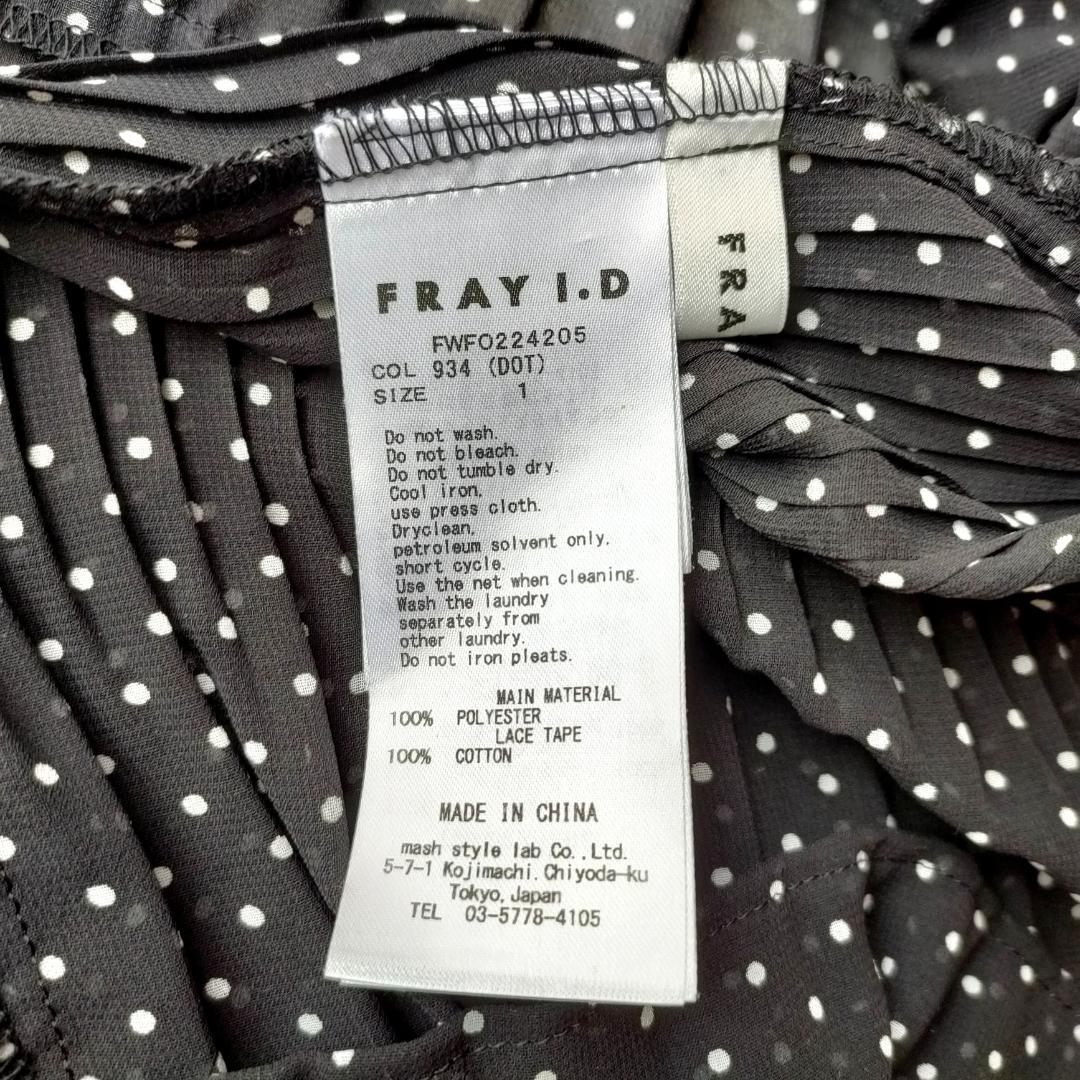 FRAY I.D
FRA
FWFO224205
COL 934 (DOT)
SIZE 1
Do not wash.
Do not bleach.
Do not tumble dry.
Cool iron.
use press cloth.
Dryclean.
petroleum solvent only.
short cycle.
Use the net when cleaning.
Wash the laundry
separately from
other laundry.
Do not iron pleats.
MAIN MATERIAL
100% POLYESTER
LACE TAPE
100% COTTON
MADE IN CHINA
mash style lab Co.,Ltd.
5-7-1 Kojimachi.Chiyoda-ku
Tokyo, Japan
TEL 03-5778-4105